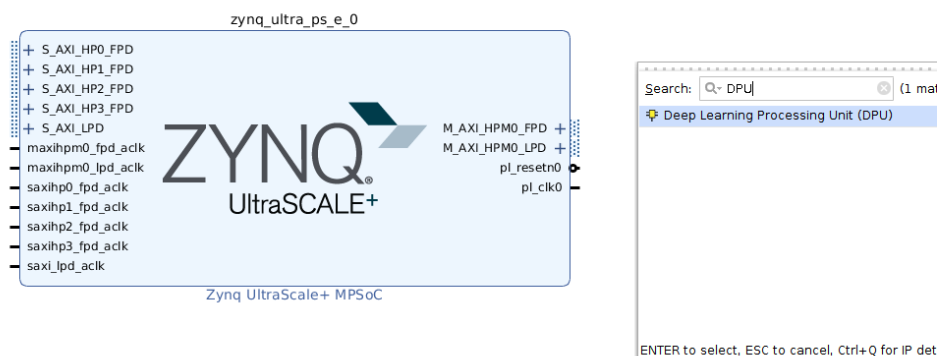 zynq_ultra_ps_e_0
S_AXI_HP0_FPD
S_AXI_HP1_FPD
S_AXI_HP2_FPD
S_AXI_HP3_FPD
S_AXI_LPD
maxihpm0_fpd_aclk
maxihpm0_lpd_aclk
saxihp0_fpd_aclk
saxihp1_fpd_aclk
saxihp2_fpd_aclk
saxihp3_fpd_aclk
saxi_lpd_aclk
ZYNQ®
UltraSCALE+
M_AXI_HPM0_FPD
M_AXI_HPM0_LPD
pl_resetn0
pl_clk0
Zynq UltraScale+ MPSoC
Search: DPU (1 mat
Deep Learning Processing Unit (DPU)
ENTER to select, ESC to cancel, Ctrl+Q for IP det